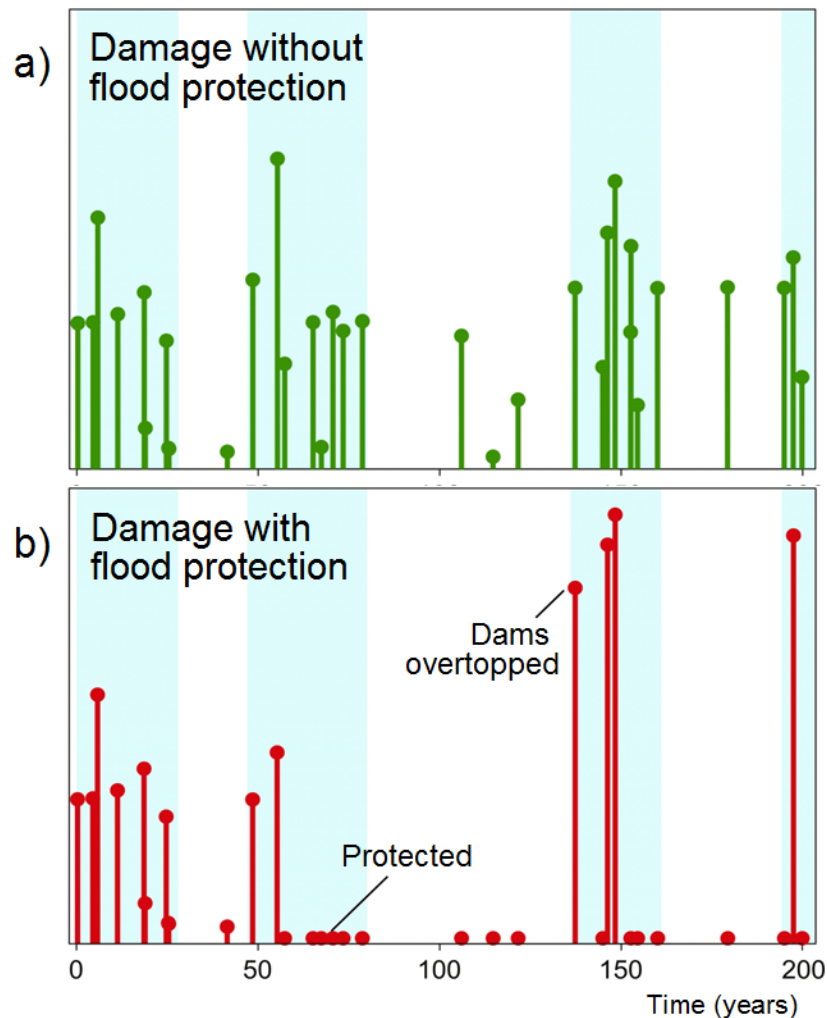 a)
Damage without
flood protection
b)
Damage with
flood protection
Dams
overtopped
Protected
0
50
100
150
200
Time (years)